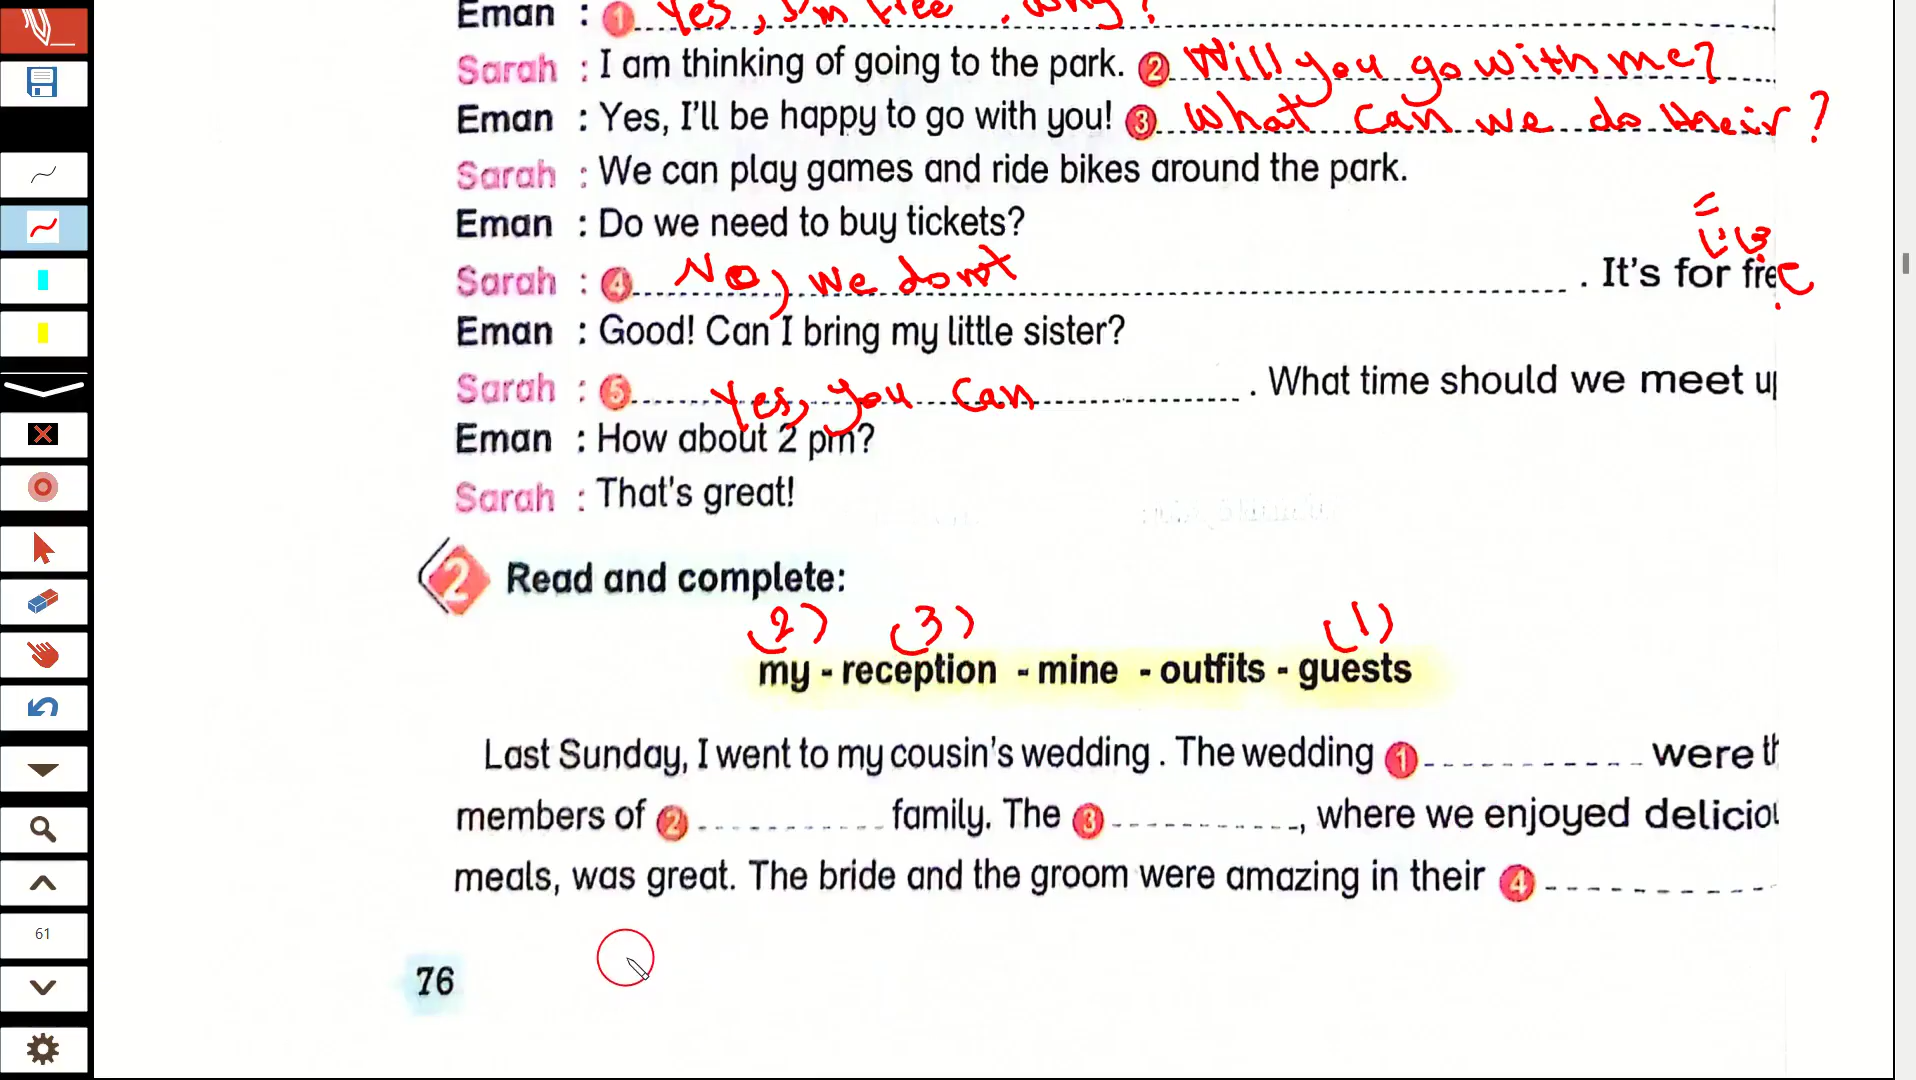 Eman : 1 Yes, I'm free . Why?
Sarah : I am thinking of going to the park. 2 Will you go with me?
Eman : Yes, I'll be happy to go with you! 3 What can we do their ?
Sarah : We can play games and ride bikes around the park.
Eman : Do we need to buy tickets?
Sarah : 4 No, we don't . It's for fre
Eman : Good! Can I bring my little sister?
Sarah : 5 Yes, you can . What time should we meet u
Eman : How about 2 pm?
Sarah : That's great!
2 Read and complete:
(2) (3) (1)
my - reception - mine - outfits - guests
Last Sunday, I went to my cousin's wedding . The wedding 1 were th
members of 2 family. The 3 , where we enjoyed deliciou
meals, was great. The bride and the groom were amazing in their 4
76
61